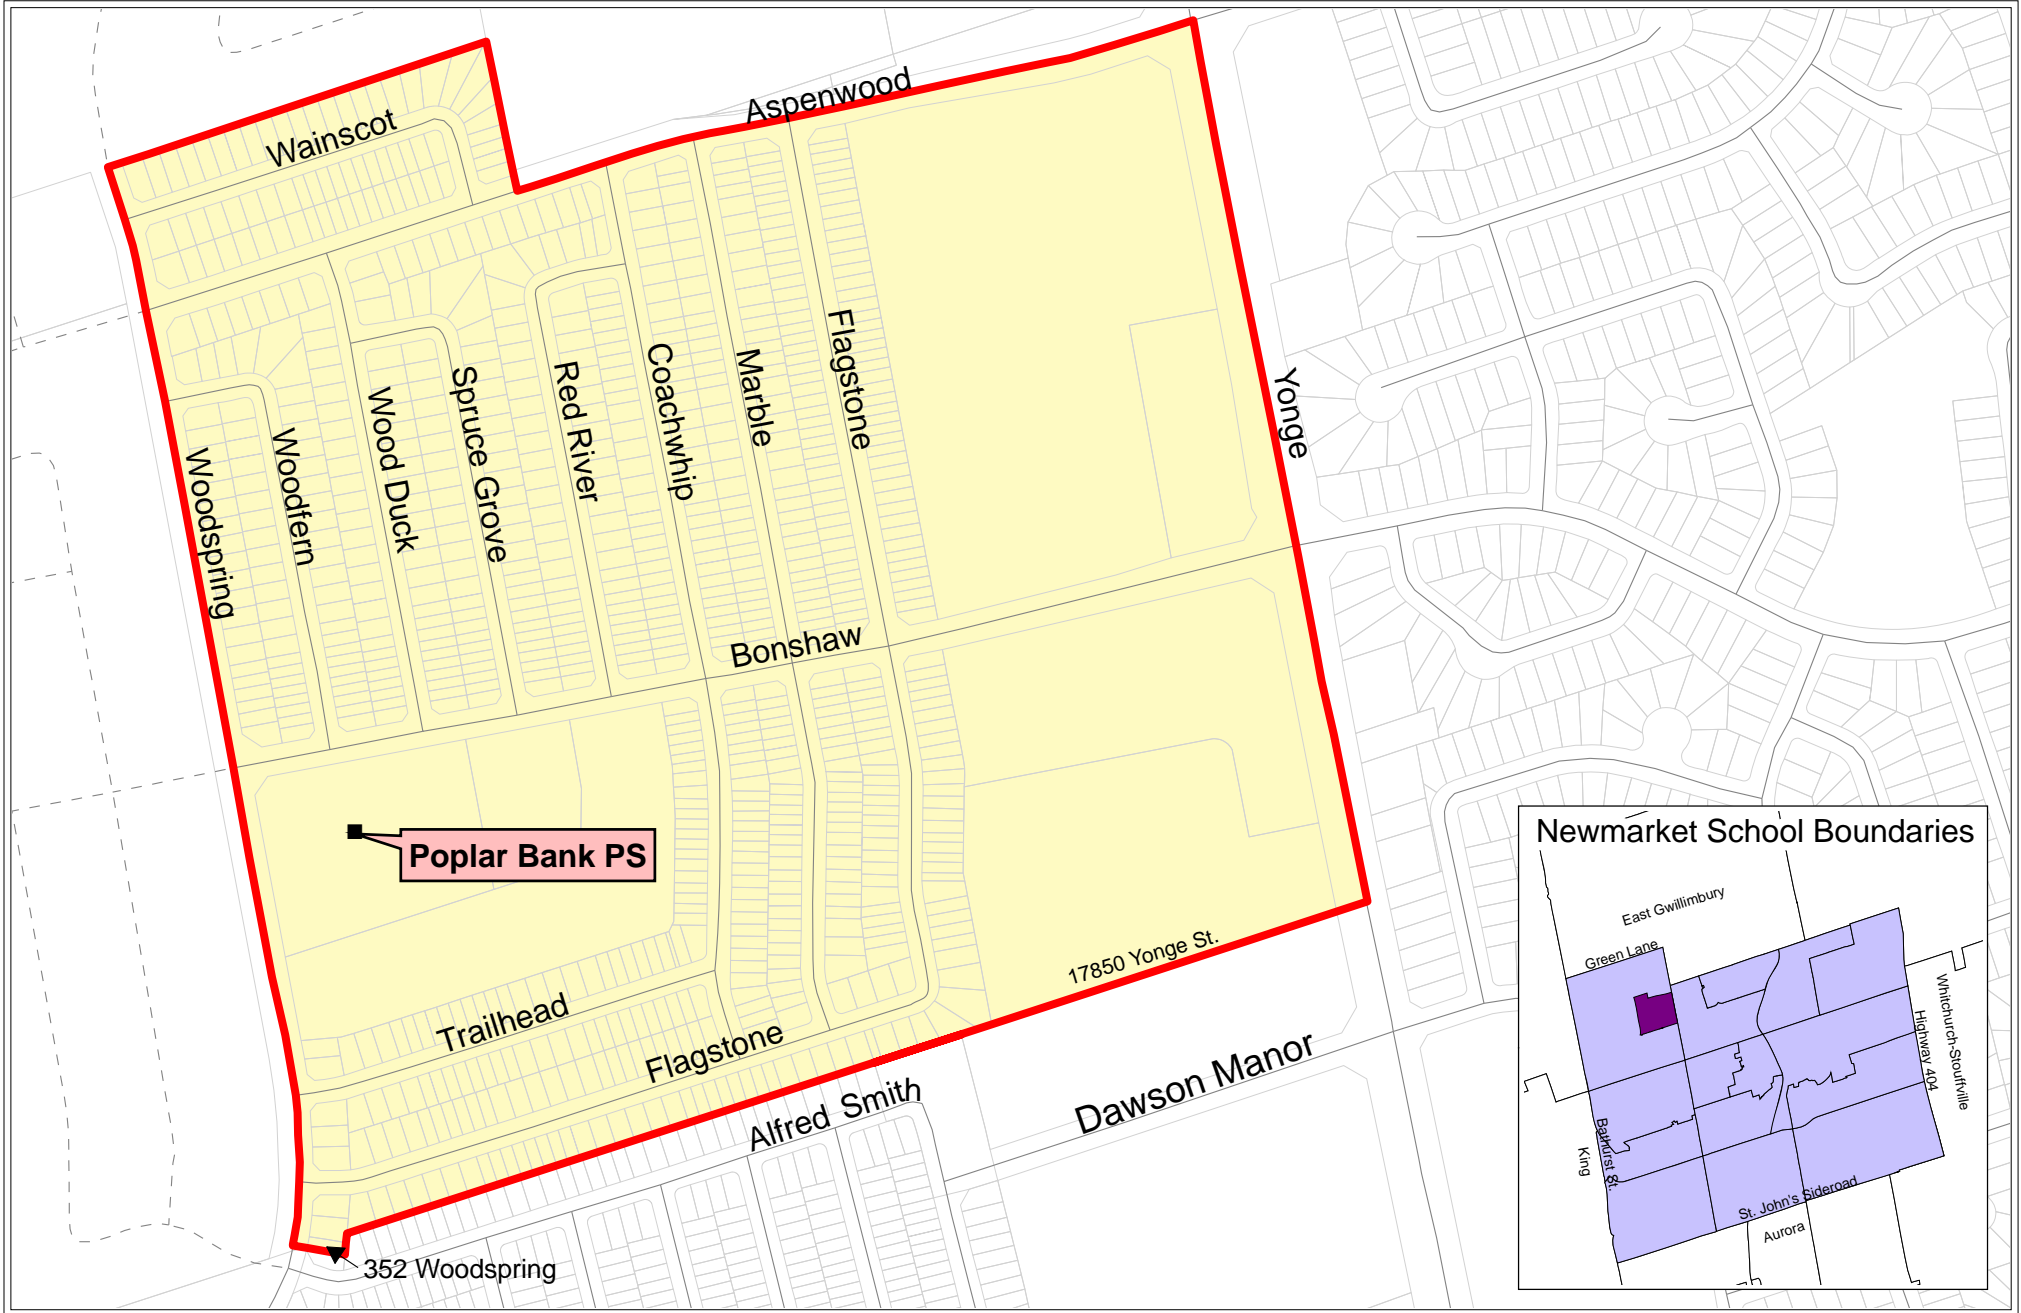 Aspenwood
Wainscot
Woodspring
Woodfern
Wood Duck
Spruce Grove
Red River
Coachwhip
Marble
Flagstone
Yonge
Bonshaw
Poplar Bank PS
17850 Yonge St.
Trailhead
Flagstone
Alfred Smith
Dawson Manor
352 Woodspring
Newmarket School Boundaries
East Gwillimbury
Green Lane
Whitchurch-Stouffville
Highway 404
Bathurst St.
King
St. John's Sideroad
Aurora